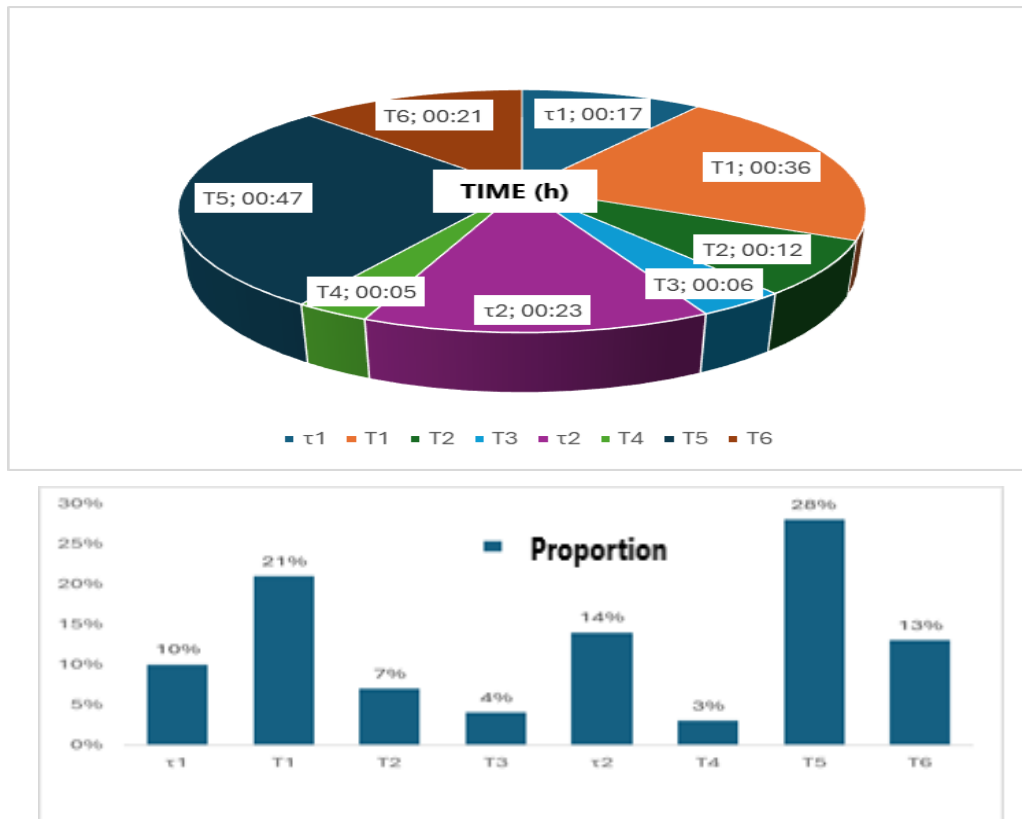 T6; 00:21
τ1; 00:17
T1; 00:36
TIME (h)
T5; 00:47
T2; 00:12
T3; 00:06
T4; 00:05
τ2; 00:23
τ1 T1 T2 T3 τ2 T4 T5 T6
30%
28%
Proportion
25%
21%
20%
15%
14%
13%
10%
10%
7%
5%
4%
3%
0%
τ1 T1 T2 T3 τ2 T4 T5 T6